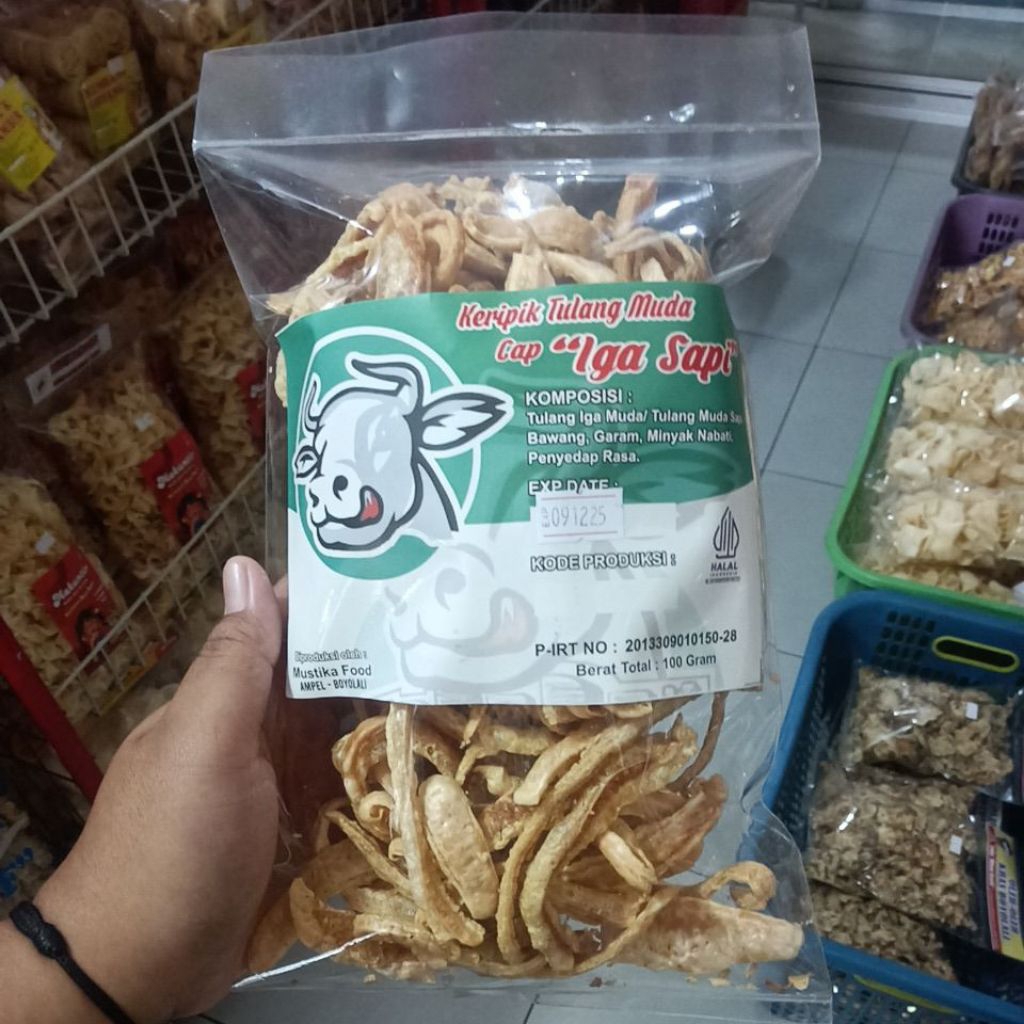 Keripik Tulang Muda
Cap "Iga Sapi"
KOMPOSISI :
Tulang Iga Muda/ Tulang Muda
Bawang, Garam, Minyak Nabati,
Penyedap Rasa.
EXP DATE :
091225
KODE PRODUKSI :
HALAL
INDONESIA
P-IRT NO : 2013309010150-28
Berat Total : 100 Gram
Diproduksi oleh :
Mustika Food
AMPEL - BOYOLALI